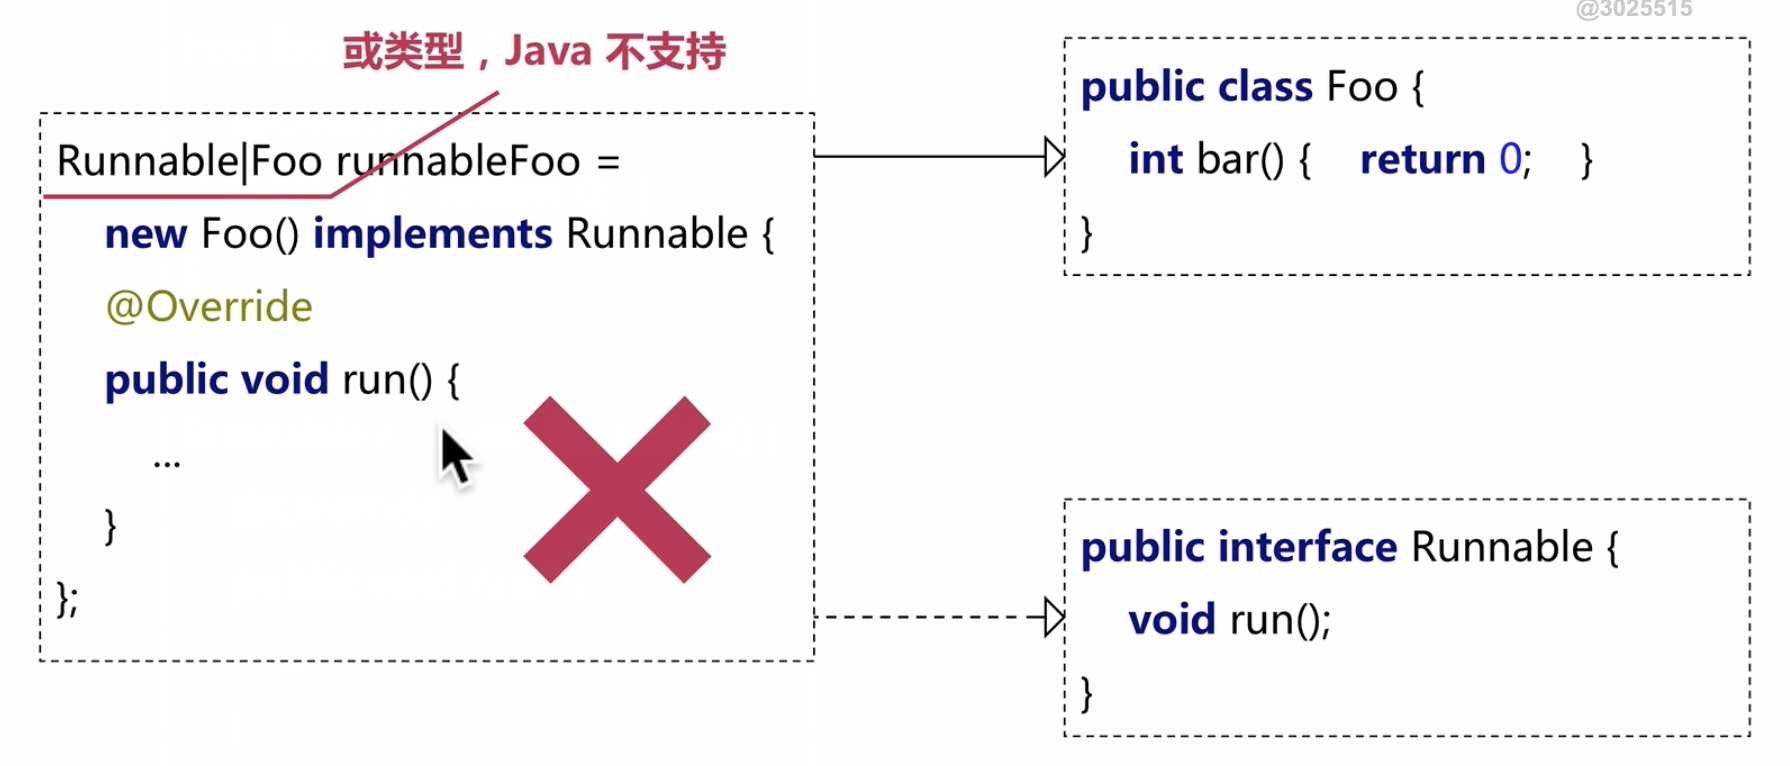 @3025515
或类型，Java 不支持
Runnable|Foo runnableFoo =
new Foo() implements Runnable {
@Override
public void run() {
...
}
};
public class Foo {
int bar() { return 0; }
}
public interface Runnable {
void run();
}